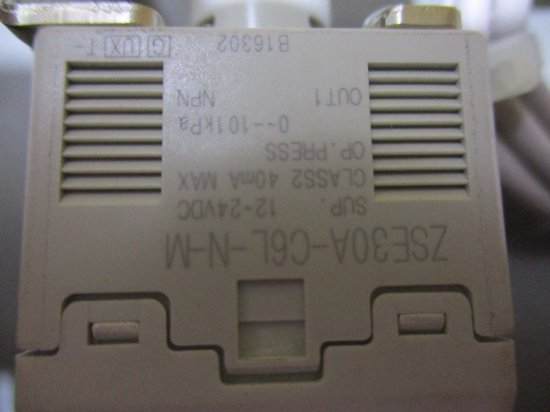 ZSE30A-C6L-N-M
SUP. 12-24VDC
CLASS2 40mA MAX
OP. PRESS
0~-101kPa
OUT1 NPN
B16302